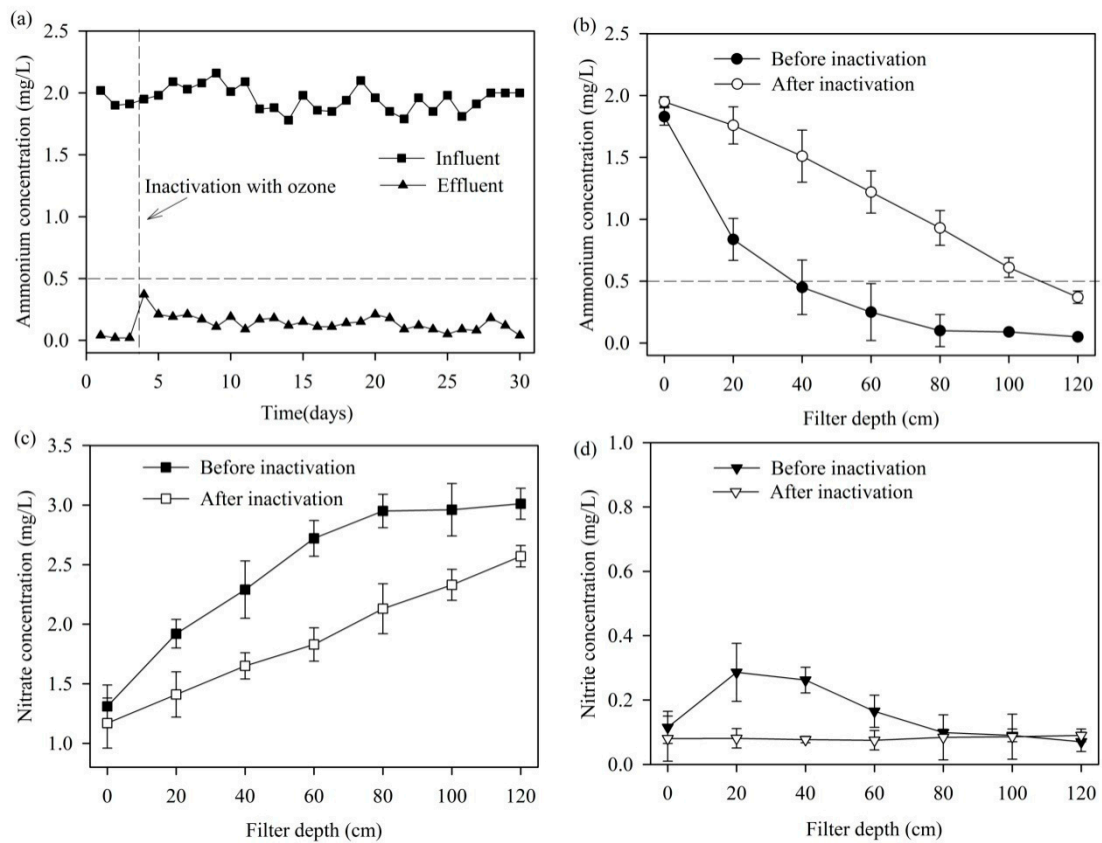 (a)
2.5
2.0
1.5
1.0
0.5
0.0
Ammonium concentration (mg/L)
Influent
Effluent
Inactivation with ozone
0 5 10 15 20 25 30
Time(days)
(b)
2.5
2.0
1.5
1.0
0.5
0.0
Ammonium concentration (mg/L)
Before inactivation
After inactivation
0 20 40 60 80 100 120
Filter depth (cm)
(c)
3.5
3.0
2.5
2.0
1.5
1.0
Nitrate concentration (mg/L)
Before inactivation
After inactivation
0 20 40 60 80 100 120
Filter depth (cm)
(d)
1.0
0.8
0.6
0.4
0.2
0.0
Nitrite concentration (mg/L)
Before inactivation
After inactivation
0 20 40 60 80 100 120
Filter depth (cm)